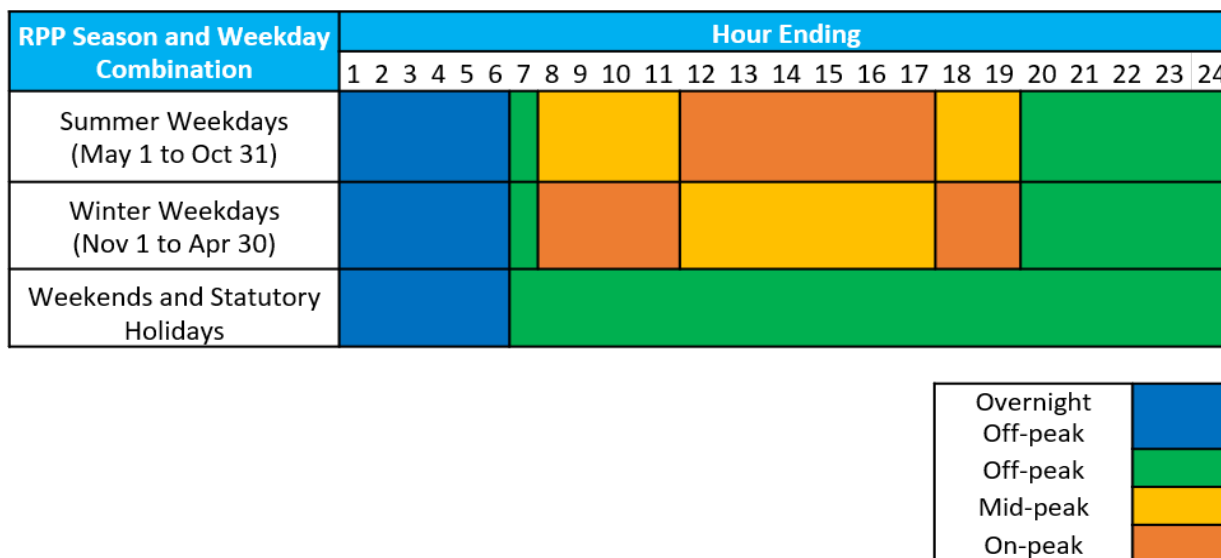 RPP Season and Weekday
Combination
Hour Ending
1 2 3 4 5 6 7 8 9 10 11 12 13 14 15 16 17 18 19 20 21 22 23 24
Summer Weekdays
(May 1 to Oct 31)
Winter Weekdays
(Nov 1 to Apr 30)
Weekends and Statutory
Holidays
Overnight
Off-peak
Off-peak
Mid-peak
On-peak